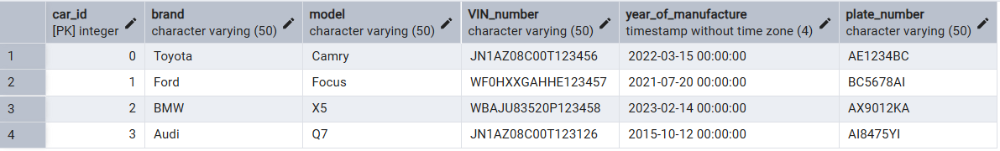 car_id brand model VIN_number year_of_manufacture plate_number
[PK] integer character varying (50) character varying (50) character varying (50) timestamp without time zone (4) character varying (50)
1 0 Toyota Camry JN1AZ08C00T123456 2022-03-15 00:00:00 AE1234BC
2 1 Ford Focus WF0HXXGAHHE123457 2021-07-20 00:00:00 BC5678AI
3 2 BMW X5 WBAJU83520P123458 2023-02-14 00:00:00 AX9012KA
4 3 Audi Q7 JN1AZ08C00T123126 2015-10-12 00:00:00 AI8475YI